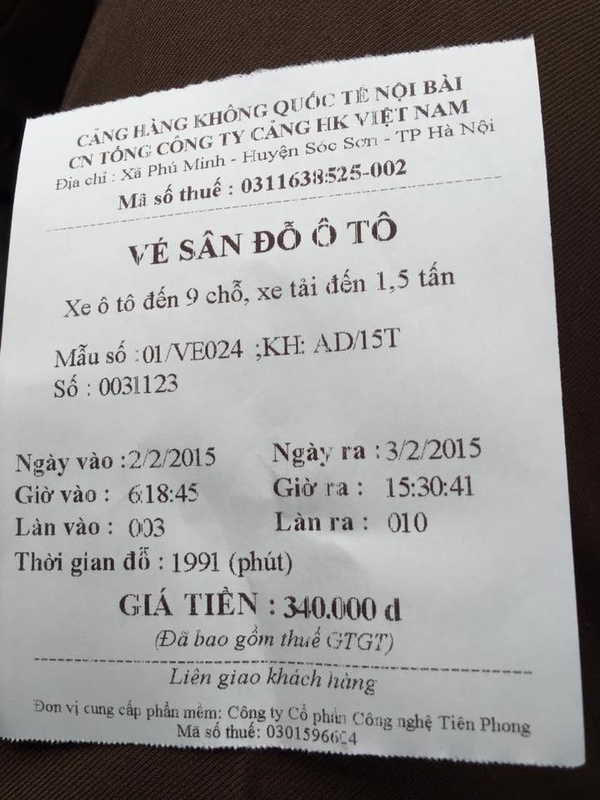 CẢNG HÀNG KHÔNG QUỐC TẾ NỘI BÀI
CN TỔNG CÔNG TY CẢNG HK VIỆT NAM
Địa chỉ : Xã Phú Minh - Huyện Sóc Sơn - TP Hà Nội
Mã số thuế : 0311638525-002
VÉ SÂN ĐỖ Ô TÔ
Xe ô tô đến 9 chỗ, xe tải đến 1,5 tấn
Mẫu số :01/VE024 ;KH: AD/15T
Số : 0031123
Ngày vào :2/2/2015 Ngày ra :3/2/2015
Giờ vào : 6:18:45 Giờ ra : 15:30:41
Làn vào : 003 Làn ra : 010
Thời gian đỗ : 1991 (phút)
GIÁ TIỀN : 340.000 đ
(Đã bao gồm thuế GTGT)
Liên giao khách hàng
Đơn vị cung cấp phần mềm: Công ty Cổ phần Công nghệ Tiên Phong
Mã số thuế: 0301596604